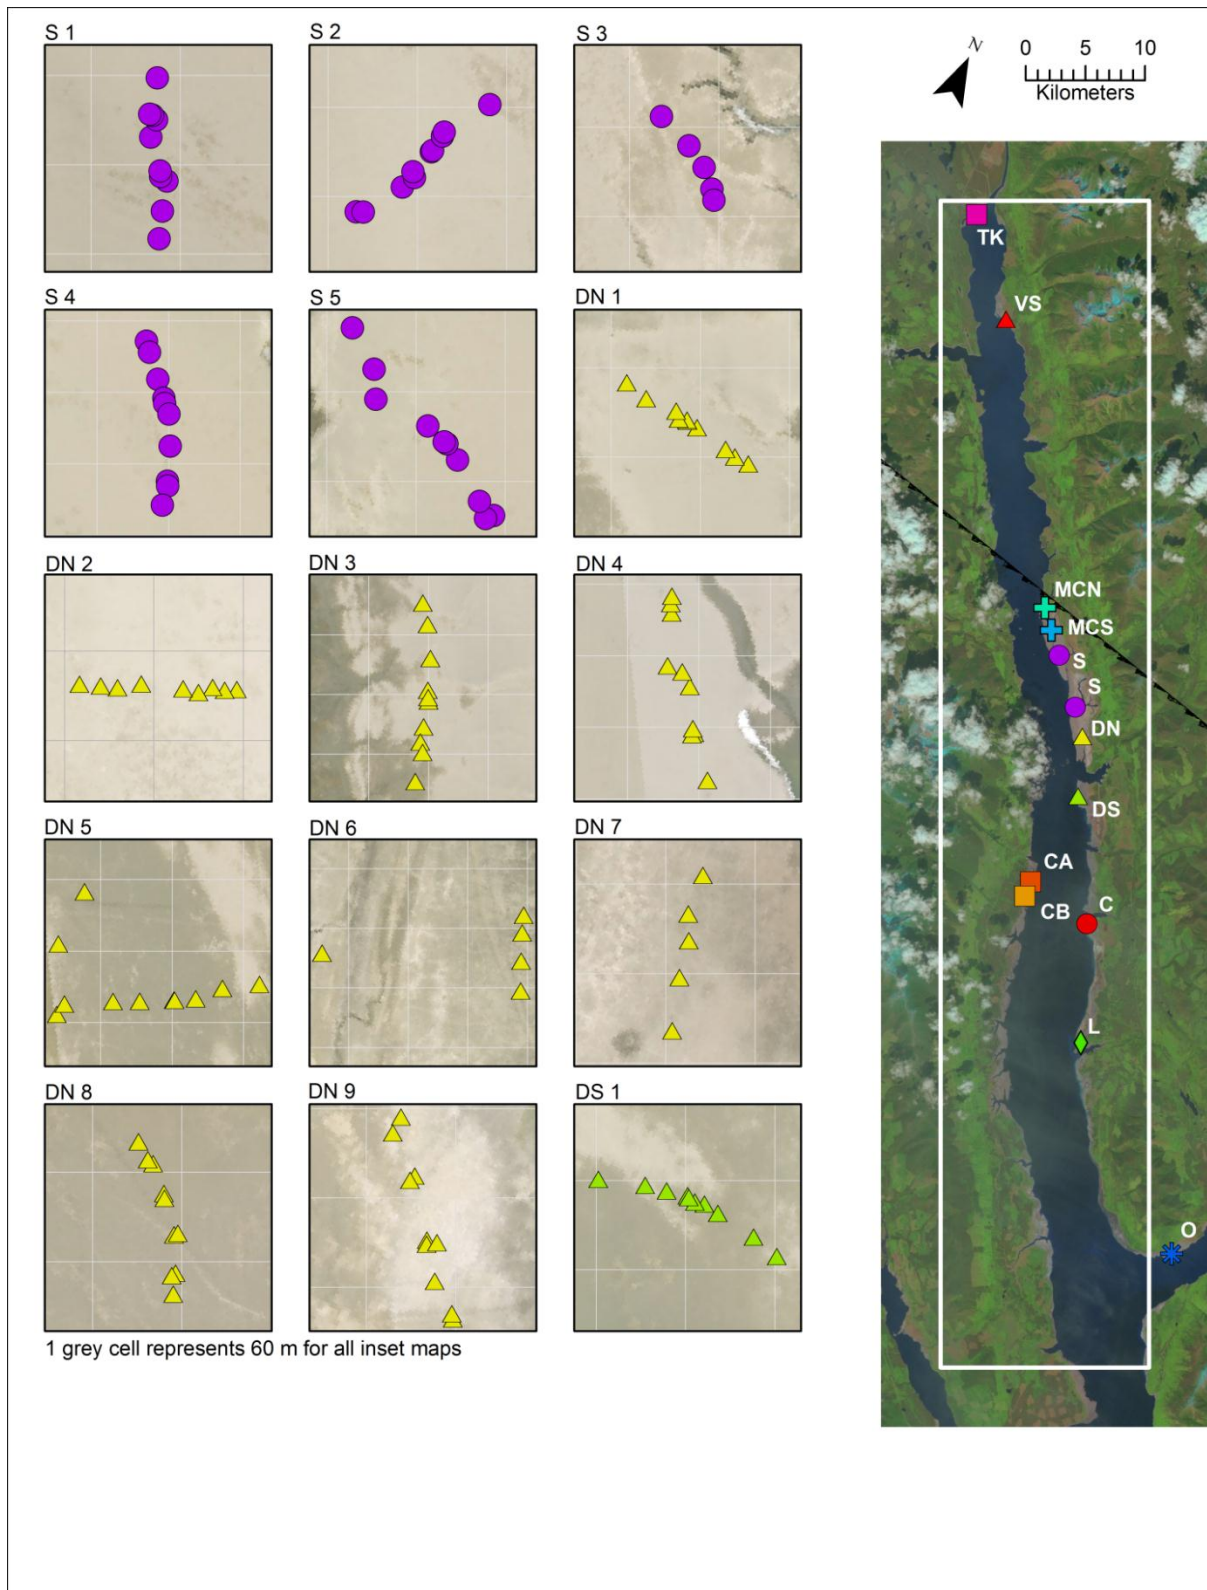 S 1
S 2
S 3
S 4
S 5
DN 1
DN 2
DN 3
DN 4
DN 5
DN 6
DN 7
DN 8
DN 9
DS 1
1 grey cell represents 60 m for all inset maps
N
0 5 10
Kilometers
TK
VS
MCN
MCS
S
S
DN
DS
CA
CB
C
L
O